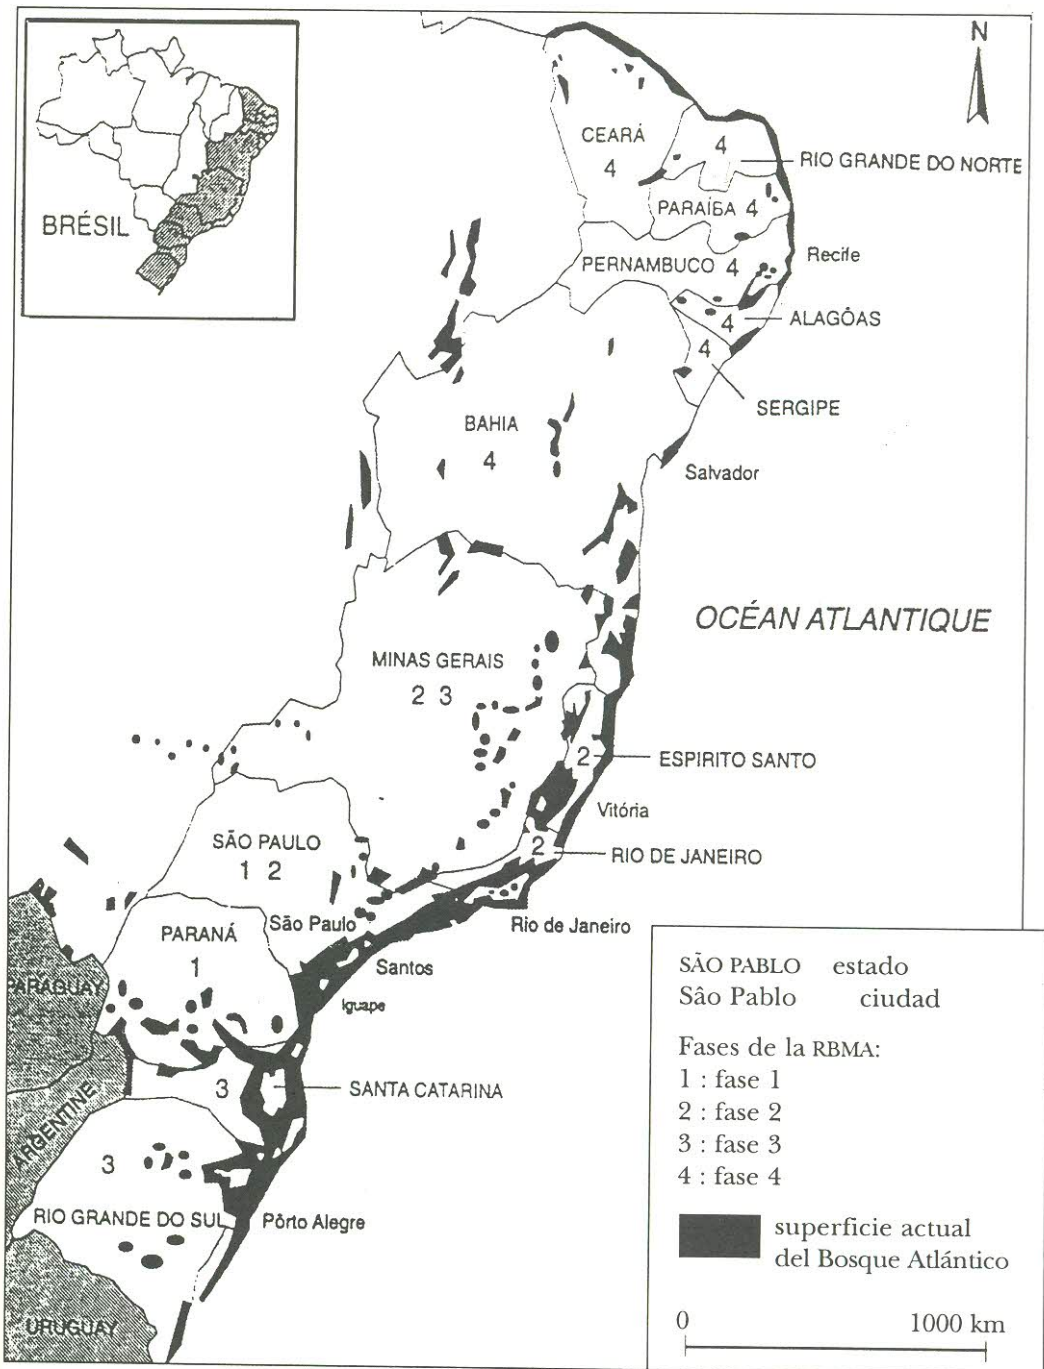 N
BRÉSIL
CEARÁ
4
4
RIO GRANDE DO NORTE
PARAÍBA 4
PERNAMBUCO 4
Recife
4
ALAGÔAS
4
SERGIPE
BAHIA
4
Salvador
OCÉAN ATLANTIQUE
MINAS GERAIS
2 3
2
ESPIRITO SANTO
Vitória
SÃO PAULO
1 2
2
RIO DE JANEIRO
São Paulo
Rio de Janeiro
PARANÁ
1
Santos
Iguape
PARAGUAY
3
SANTA CATARINA
ARGENTINE
3
RIO GRANDE DO SUL
Pôrto Alegre
URUGUAY
SÃO PABLO estado
Sâo Pablo ciudad
Fases de la RBMA:
1 : fase 1
2 : fase 2
3 : fase 3
4 : fase 4
superficie actual
del Bosque Atlántico
0 1000 km